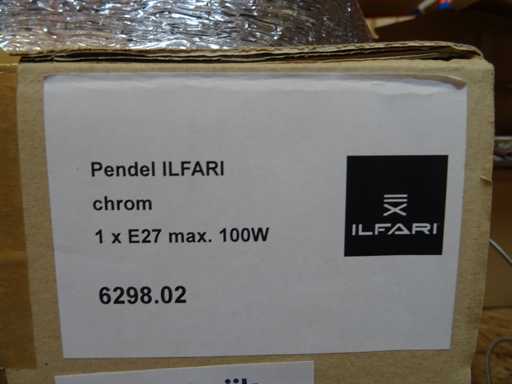 Pendel ILFARI
chrom
1 x E27 max. 100W
6298.02
ILFARI